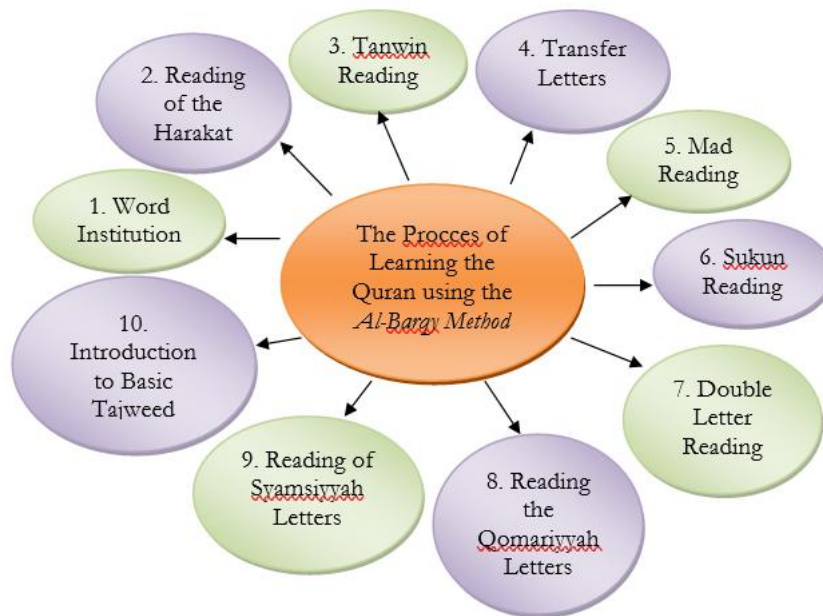 The Procces of
Learning the
Quran using the
Al-Barqy Method
1. Word
Institution
2. Reading
of the
Harakat
3. Tanwin
Reading
4. Transfer
Letters
5. Mad
Reading
6. Sukun
Reading
7. Double
Letter
Reading
8. Reading
the
Qomariyyah
Letters
9. Reading of
Syamsiyyah
Letters
10.
Introduction
to Basic
Tajweed